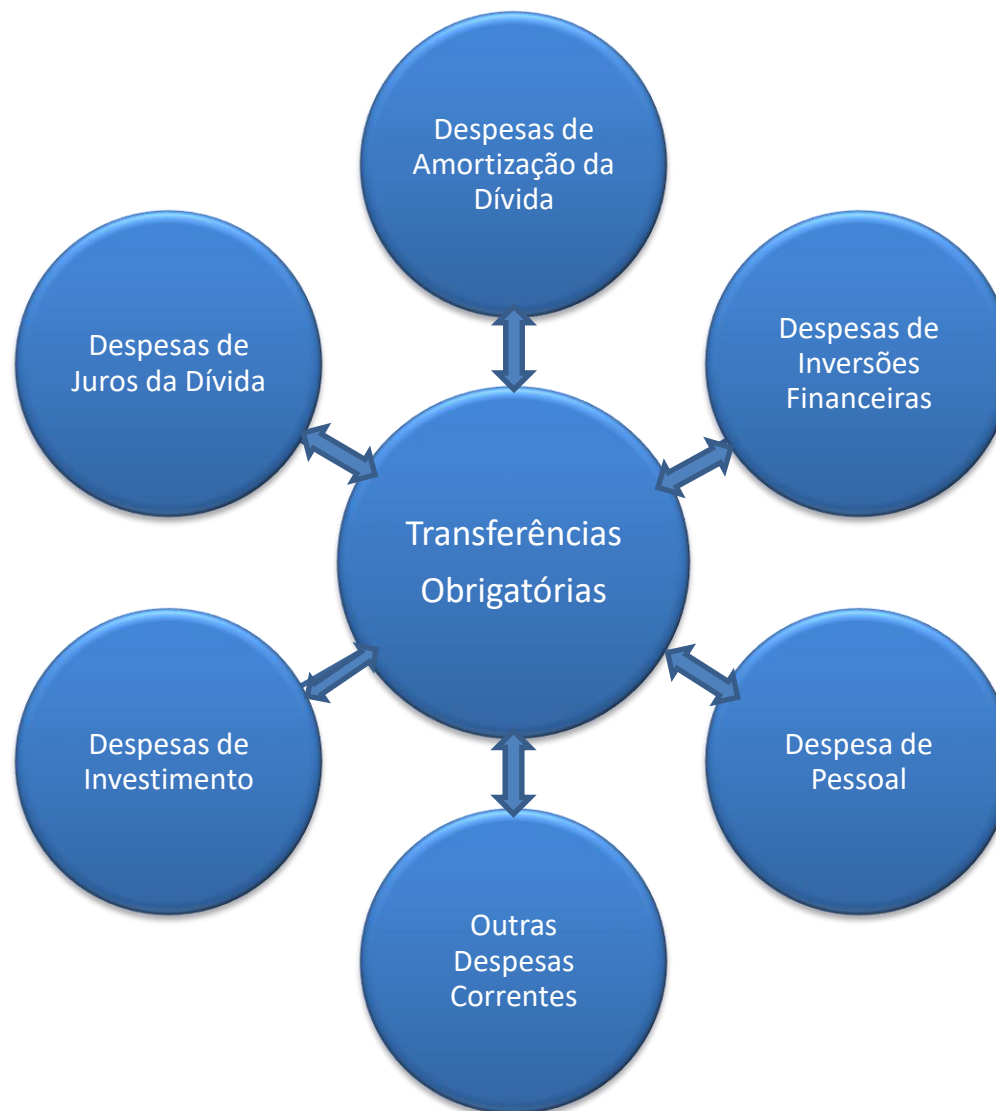 Despesas de
Amortização da
Dívida
Despesas de
Juros da Dívida
Despesas de
Inversões
Financeiras
Transferências
Obrigatórias
Despesas de
Investimento
Despesa de
Pessoal
Outras
Despesas
Correntes